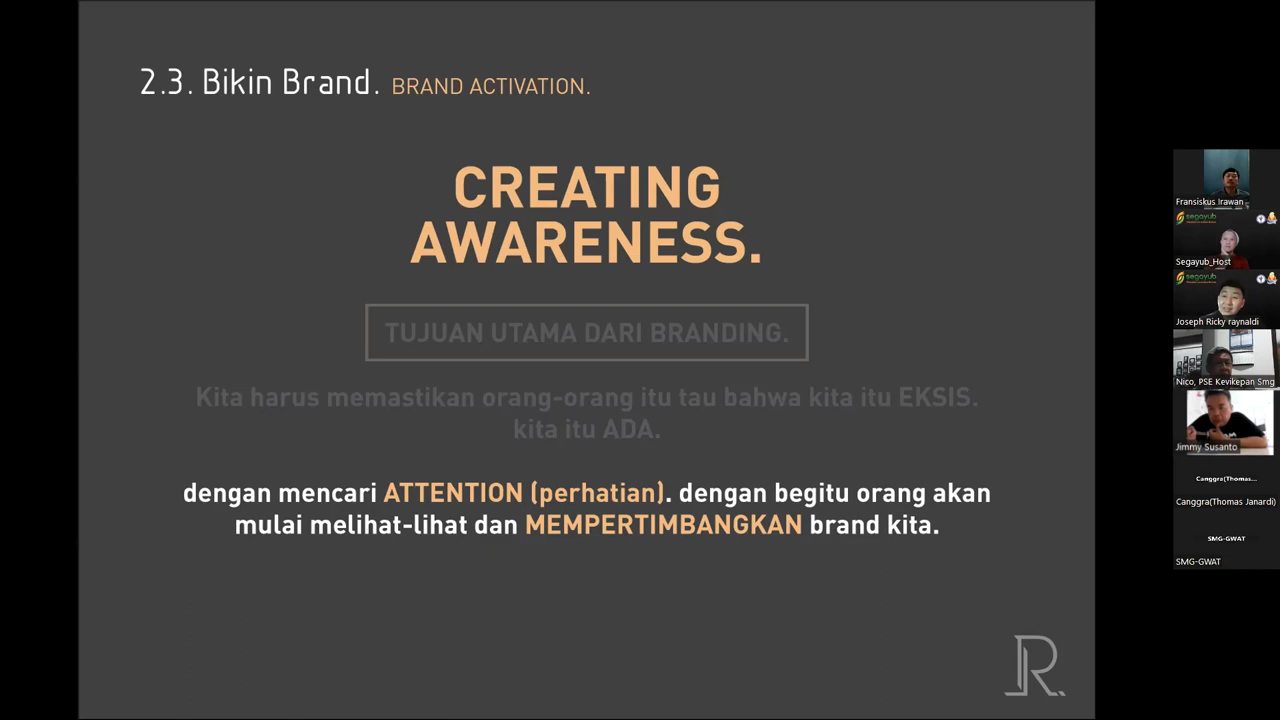 2.3. Bikin Brand. BRAND ACTIVATION.
CREATING
AWARENESS.
TUJUAN UTAMA DARI BRANDING.
Kita harus memastikan orang-orang itu tau bahwa kita itu EKSIS.
kita itu ADA.
dengan mencari ATTENTION (perhatian). dengan begitu orang akan
mulai melihat-lihat dan MEMPERTIMBANGKAN brand kita.
R.
Fransiskus Irawan
segayub
Segayub_Host
segayub
Joseph Ricky raynaldi
Nico, PSE Kevikepan Smg
Jimmy Susanto
Canggra(Thomas...
Canggra(Thomas Janardi)
SMG-GWAT
SMG-GWAT